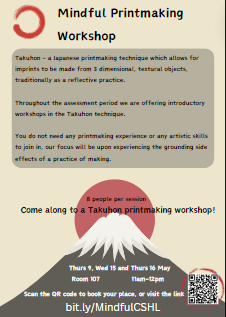 Mindful Printmaking
Workshop
Takuhon – a Japanese printmaking technique which allows for
imprints to be made from 3 dimensional, textural objects,
traditionally as a reflective practice.
Throughout the assessment period we are offering introductory
workshops in the Takuhon technique.
You do not need any printmaking experience or any artistic skills
to join in, our focus will be upon experiencing the grounding side
effects of a practice of making.
8 people per session
Come along to a Takuhon printmaking workshop!
Thurs 9, Wed 15 and Thurs 16 May
Room 107 11am-12pm
Scan the QR code to book your place, or visit the link
bit.ly/MindfulCSHL